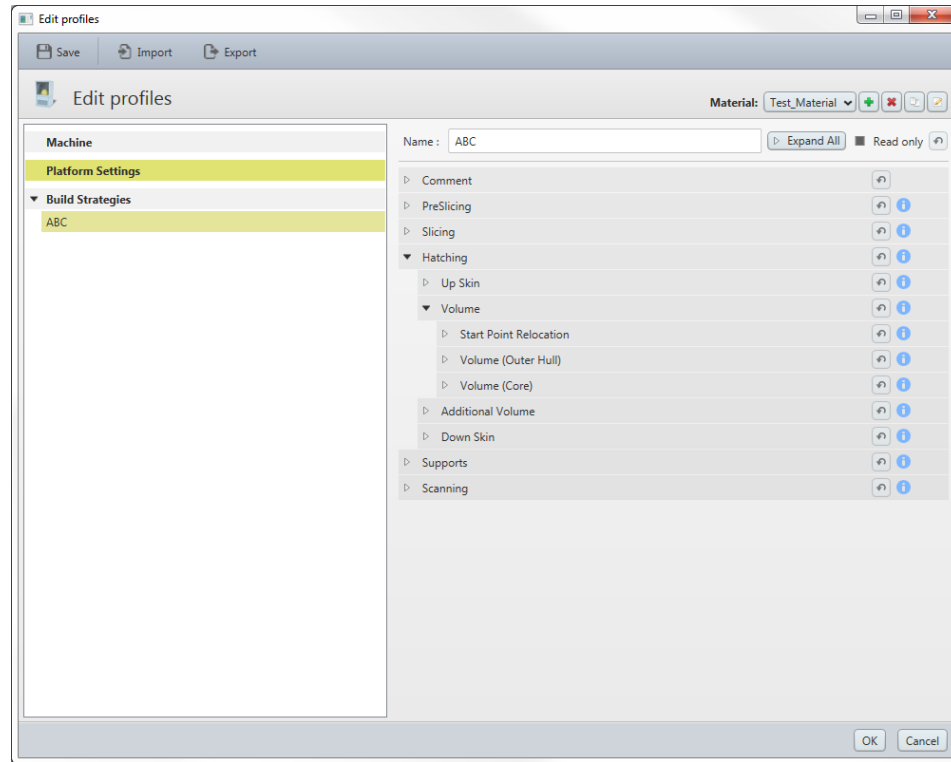 Edit profiles
Save Import Export
Edit profiles
Material: Test_Material
Machine
Platform Settings
Build Strategies
ABC
Name : ABC Expand All Read only
Comment
PreSlicing
Slicing
Hatching
Up Skin
Volume
Start Point Relocation
Volume (Outer Hull)
Volume (Core)
Additional Volume
Down Skin
Supports
Scanning
OK Cancel